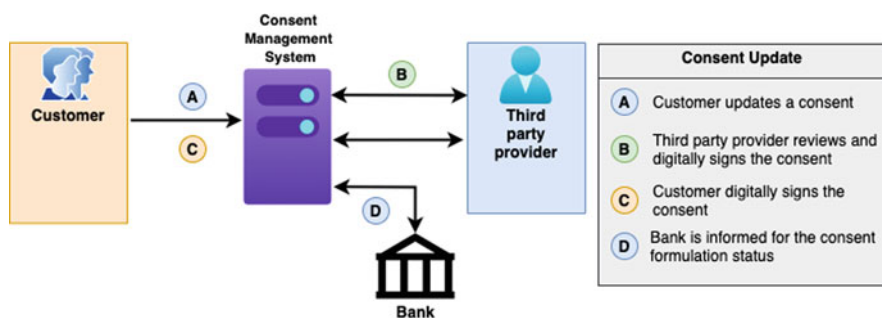 Consent
Management
System
Customer
A
C
B
Third
party
provider
D
Bank
Consent Update
A Customer updates a consent
B Third party provider reviews and
digitally signs the consent
C Customer digitally signs the
consent
D Bank is informed for the consent
formulation status